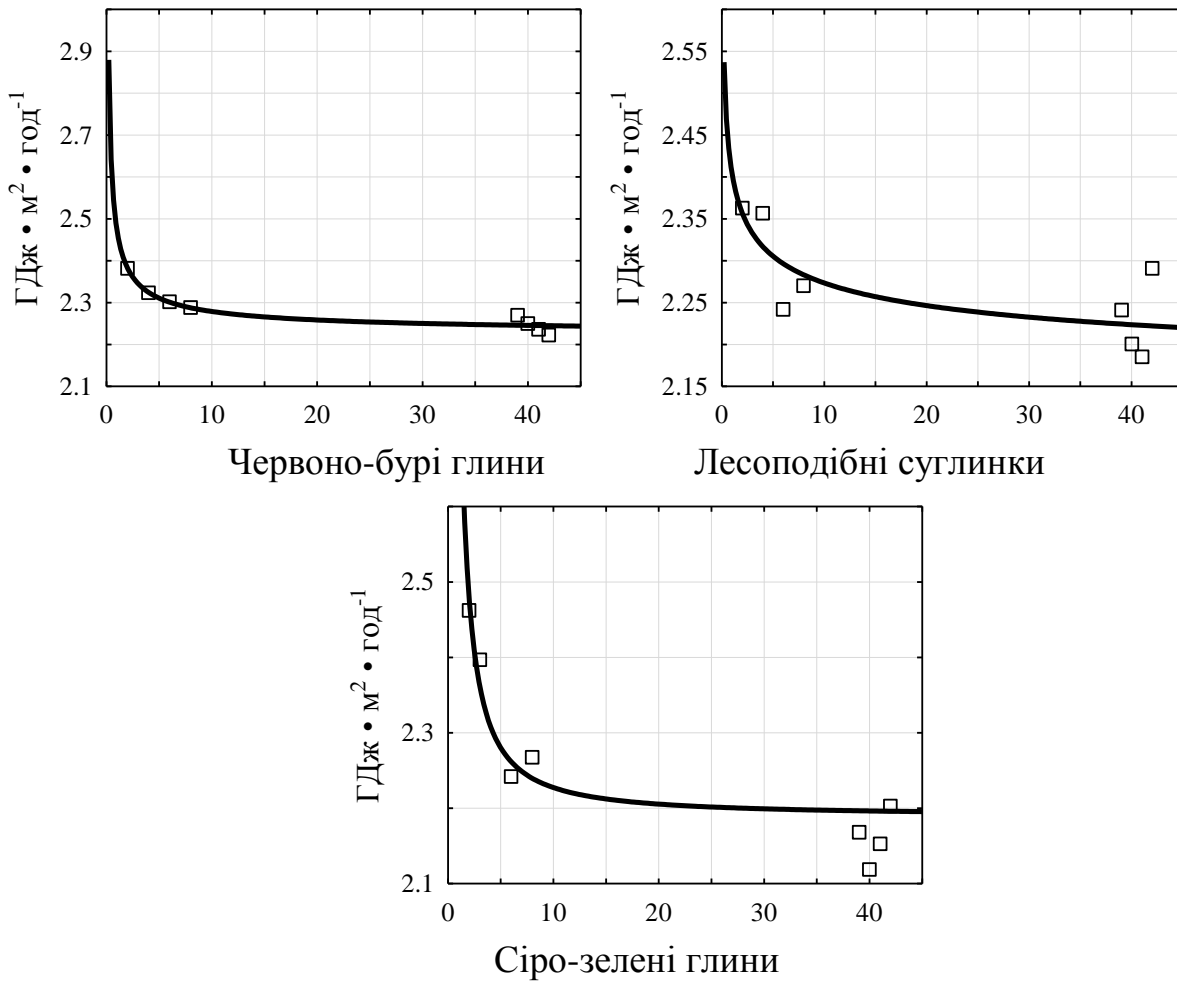 2.9
2.7
2.5
2.3
2.1
ГДж • м² • год⁻¹
0 10 20 30 40
Червоно-бурі глини
2.55
2.45
2.35
2.25
2.15
ГДж • м² • год⁻¹
0 10 20 30 40
Лесоподібні суглинки
2.5
2.3
2.1
ГДж • м² • год⁻¹
0 10 20 30 40
Сіро-зелені глини